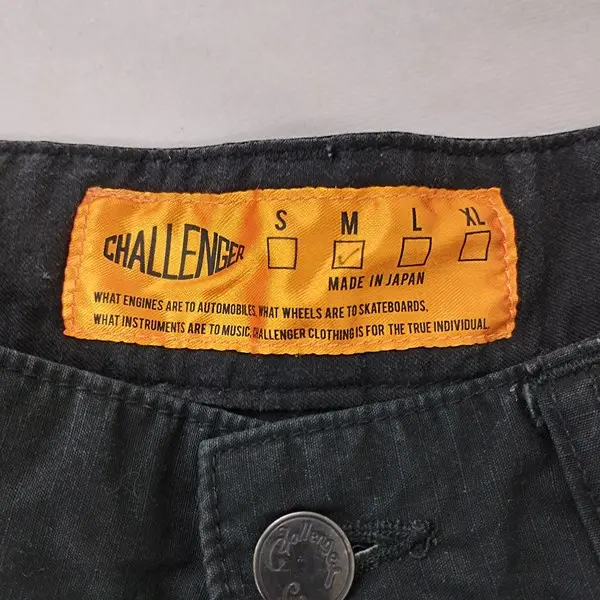 CHALLENGER
S M L XL
MADE IN JAPAN
WHAT ENGINES ARE TO AUTOMOBILES, WHAT WHEELS ARE TO SKATEBOARDS,
WHAT INSTRUMENTS ARE TO MUSIC, CHALLENGER CLOTHING IS FOR THE TRUE INDIVIDUAL.
Challenger